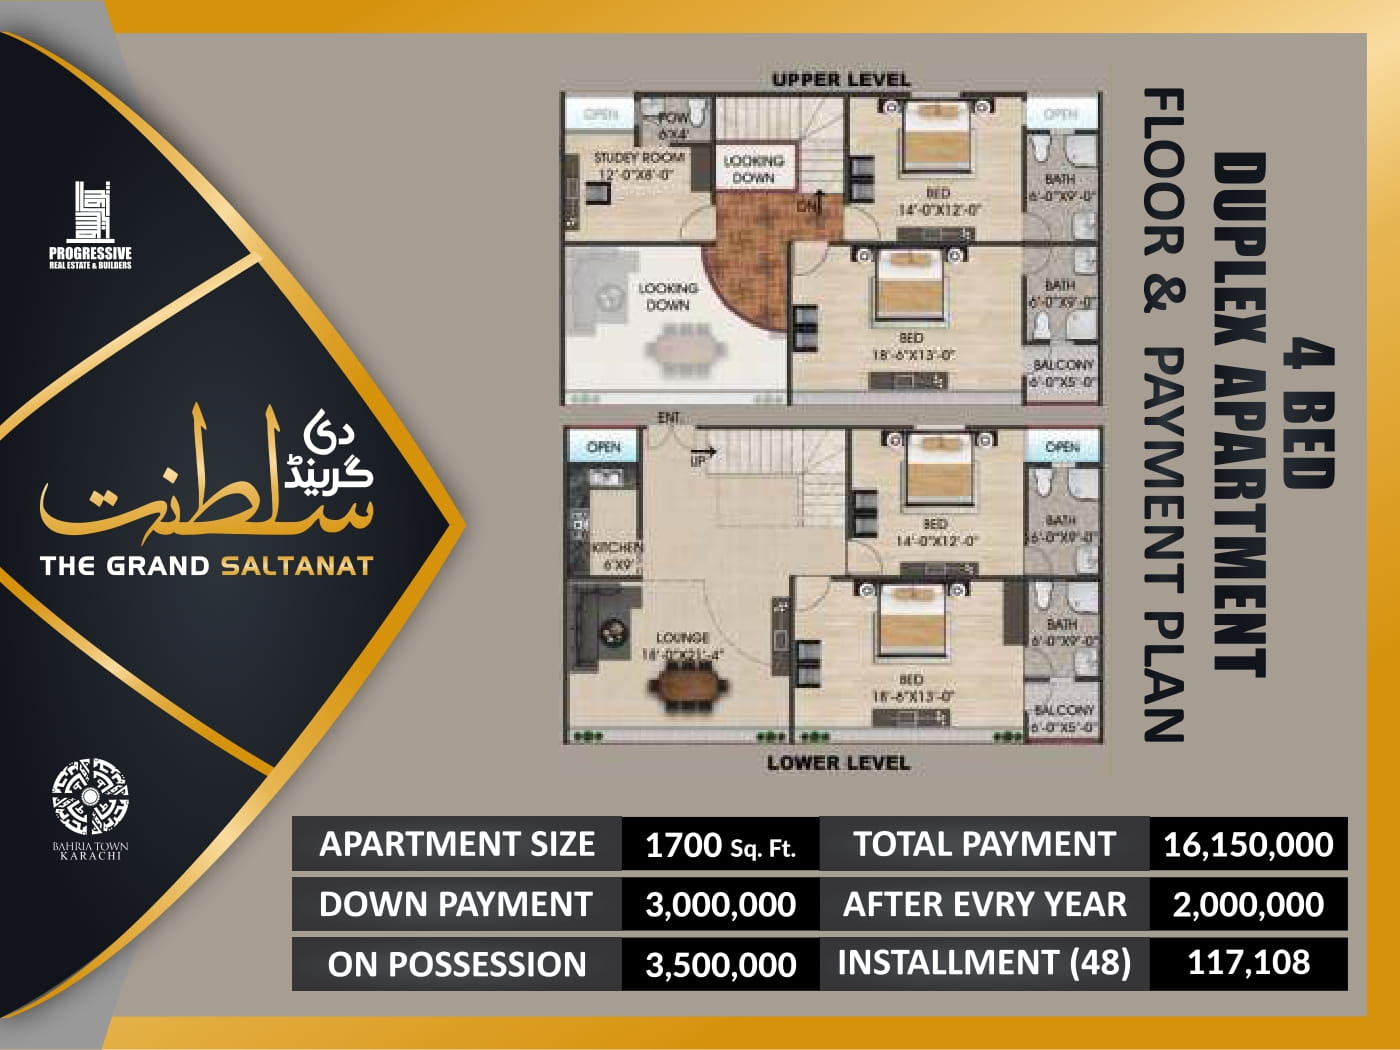 PROGRESSIVE
REAL ESTATE & BUILDERS
دی
گرینڈ
سلطنت
THE GRAND SALTANAT
BAHRIA TOWN
KARACHI
UPPER LEVEL
OPEN
POW
6'X4'
STUDEY ROOM
12'-0"X8'-0"
LOOKING
DOWN
DN
BED
14'-0"X12'-0"
OPEN
BATH
6'-0"X9'-0"
LOOKING
DOWN
BED
18'-6"X13'-0"
BATH
6'-0"X9'-0"
BALCONY
6'-0"X5'-0"
ENT.
OPEN
UP
KITCHEN
6'X9'
LOUNGE
18'-0"X21'-4"
BED
14'-0"X12'-0"
OPEN
BATH
6'-0"X9'-0"
BED
18'-6"X13'-0"
BATH
6'-0"X9'-0"
BALCONY
6'-0"X5'-0"
LOWER LEVEL
4 BED
DUPLEX APARTMENT
FLOOR & PAYMENT PLAN
APARTMENT SIZE 1700 Sq. Ft. TOTAL PAYMENT 16,150,000
DOWN PAYMENT 3,000,000 AFTER EVRY YEAR 2,000,000
ON POSSESSION 3,500,000 INSTALLMENT (48) 117,108